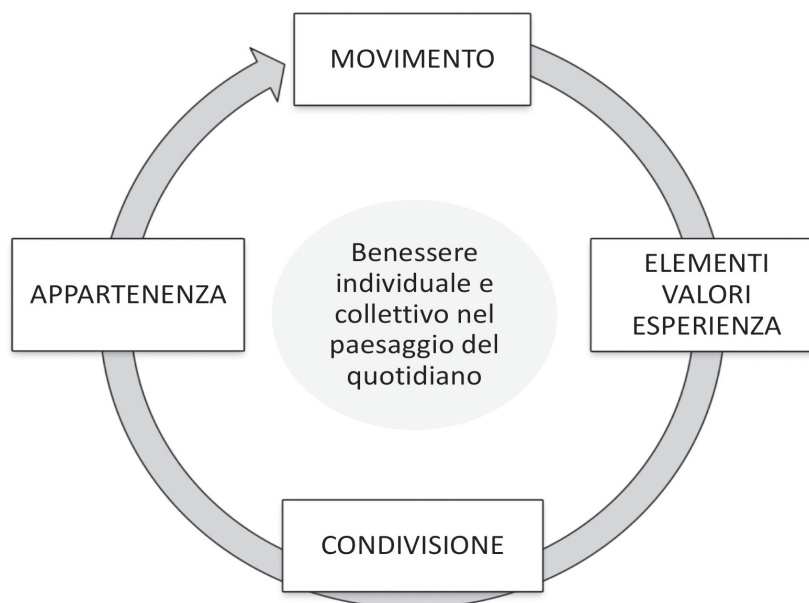 MOVIMENTO
ELEMENTI
VALORI
ESPERIENZA
CONDIVISIONE
APPARTENENZA
Benessere
individuale e
collettivo nel
paesaggio del
quotidiano